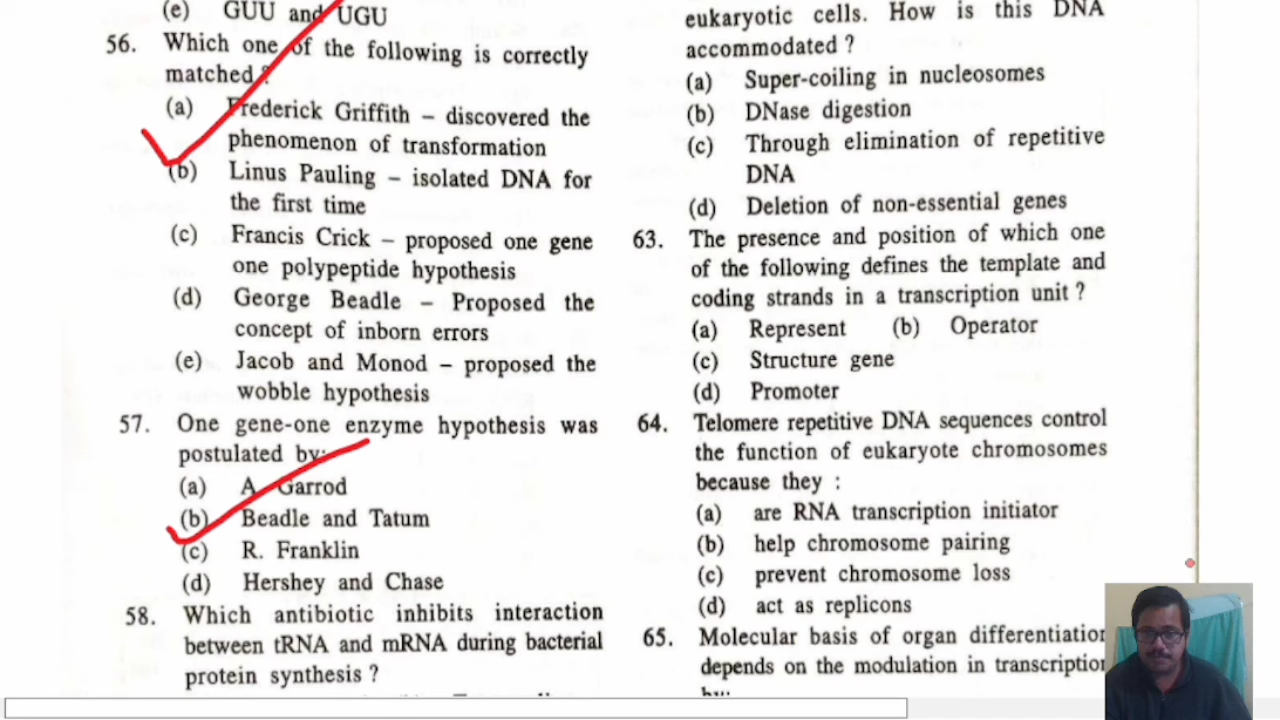 (e) GUU and UGU
56. Which one of the following is correctly
matched ?
(a) Frederick Griffith – discovered the
phenomenon of transformation
(b) Linus Pauling – isolated DNA for
the first time
(c) Francis Crick – proposed one gene
one polypeptide hypothesis
(d) George Beadle – Proposed the
concept of inborn errors
(e) Jacob and Monod – proposed the
wobble hypothesis
57. One gene-one enzyme hypothesis was
postulated by:
(a) A. Garrod
(b) Beadle and Tatum
(c) R. Franklin
(d) Hershey and Chase
58. Which antibiotic inhibits interaction
between tRNA and mRNA during bacterial
protein synthesis ?
eukaryotic cells. How is this DNA
accommodated ?
(a) Super-coiling in nucleosomes
(b) DNase digestion
(c) Through elimination of repetitive
DNA
(d) Deletion of non-essential genes
63. The presence and position of which one
of the following defines the template and
coding strands in a transcription unit ?
(a) Represent (b) Operator
(c) Structure gene
(d) Promoter
64. Telomere repetitive DNA sequences control
the function of eukaryote chromosomes
because they :
(a) are RNA transcription initiator
(b) help chromosome pairing
(c) prevent chromosome loss
(d) act as replicons
65. Molecular basis of organ differentiation
depends on the modulation in transcription
by: